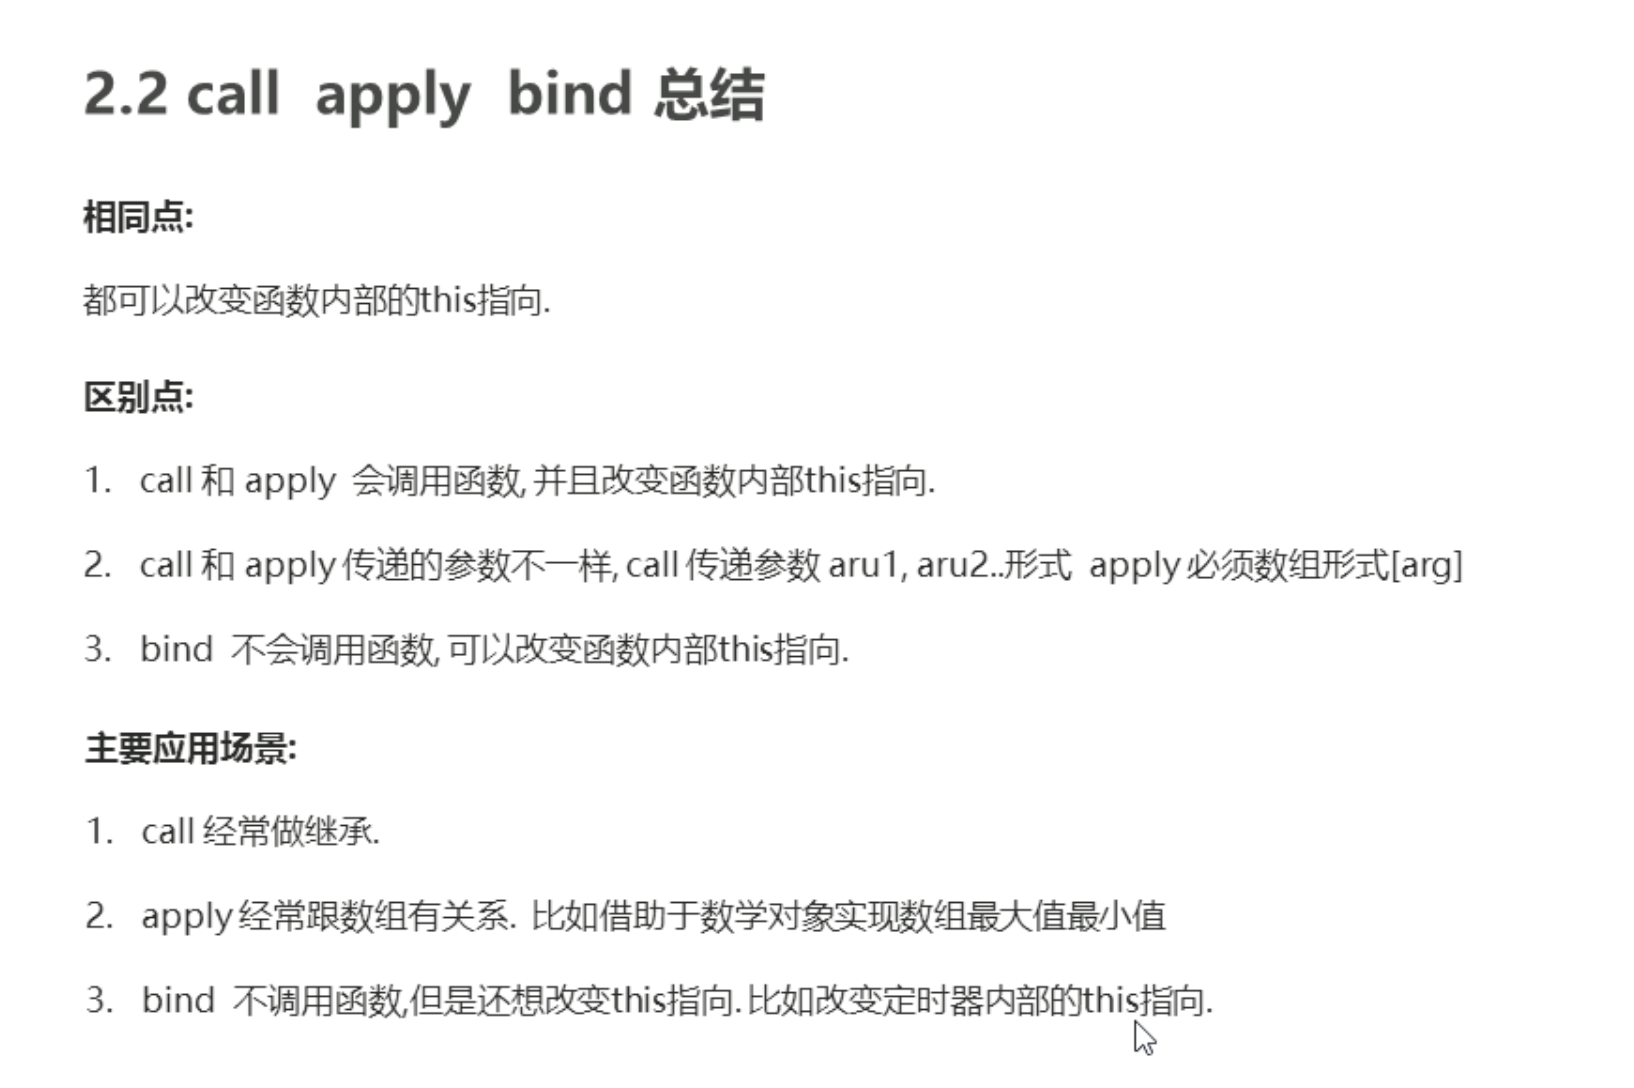 2.2 call apply bind 总结
相同点:
都可以改变函数内部的this指向.
区别点:
1. call 和 apply 会调用函数, 并且改变函数内部this指向.
2. call 和 apply 传递的参数不一样, call 传递参数 aru1, aru2..形式 apply 必须数组形式[arg]
3. bind 不会调用函数, 可以改变函数内部this指向.
主要应用场景:
1. call 经常做继承.
2. apply 经常跟数组有关系. 比如借助于数学对象实现数组最大值最小值
3. bind 不调用函数,但是还想改变this指向. 比如改变定时器内部的this指向.